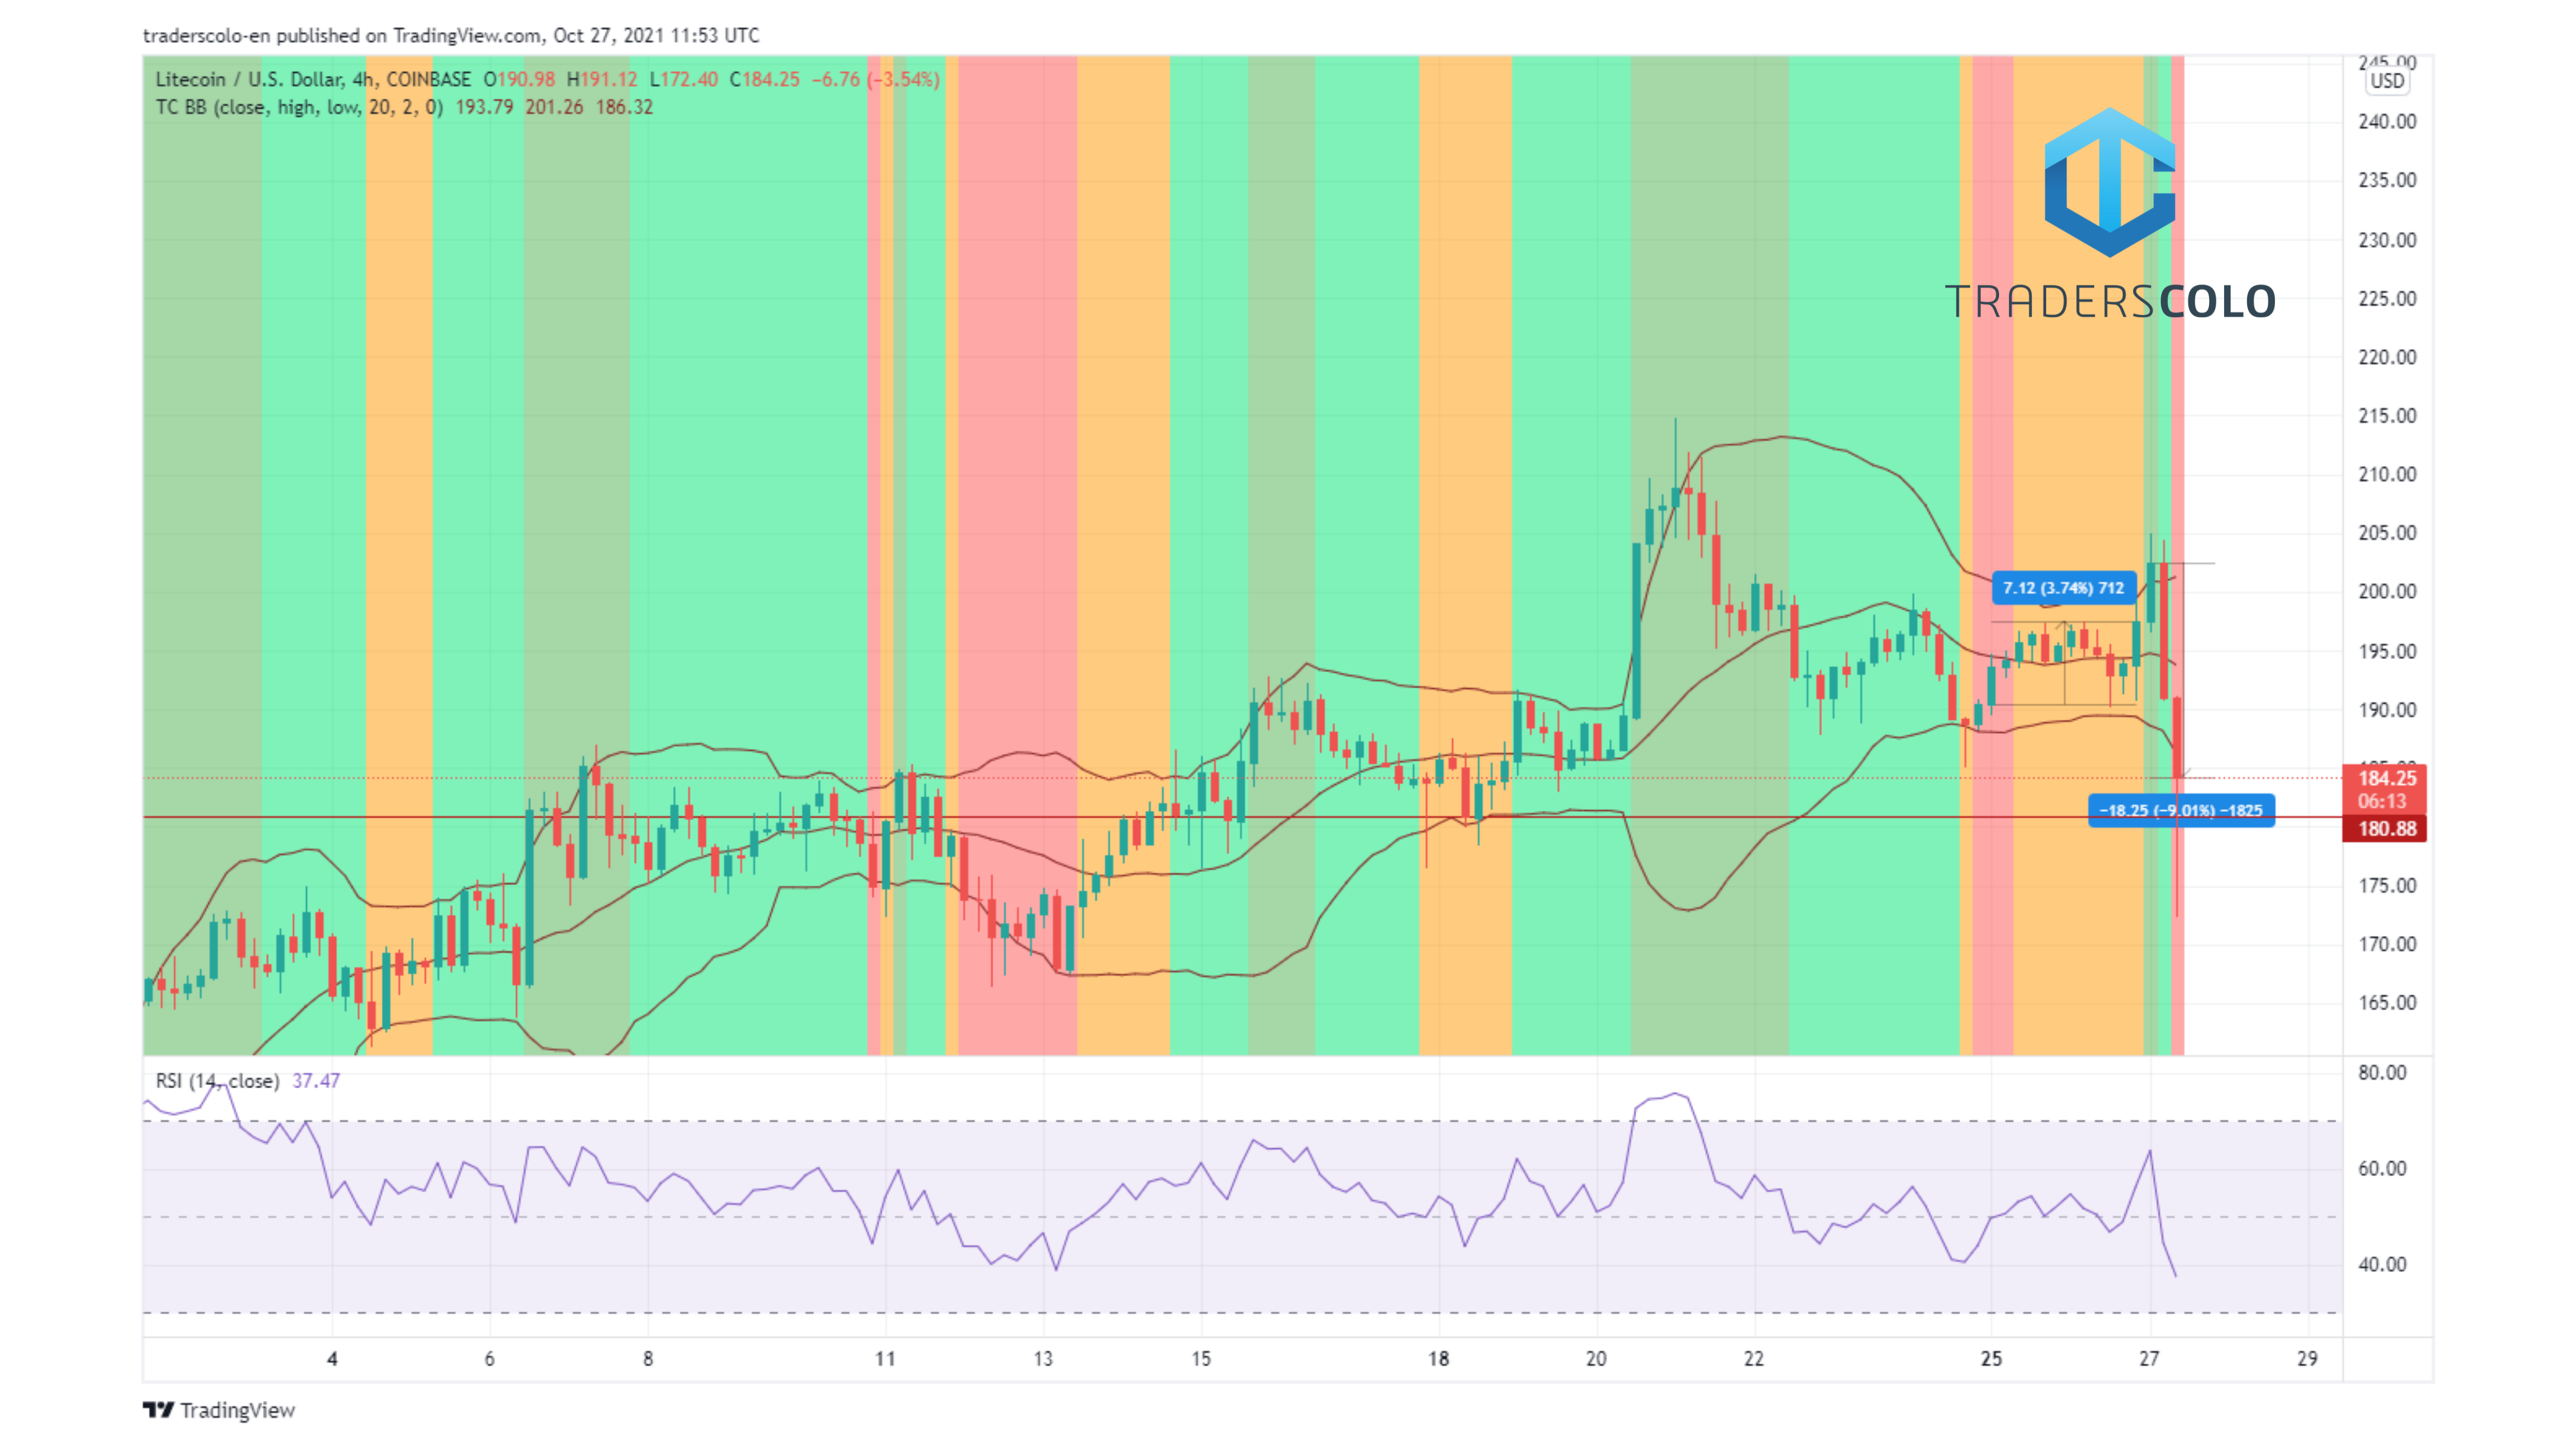 traderscolo-en published on TradingView.com, Oct 27, 2021 11:53 UTC
Litecoin / U.S. Dollar, 4h, COINBASE O190.98 H191.12 L172.40 C184.25 −6.76 (−3.54%)
TC BB (close, high, low, 20, 2, 0) 193.79 201.26 186.32
245.00
USD
240.00
235.00
230.00
225.00
220.00
215.00
210.00
205.00
200.00
195.00
190.00
185.00
184.25
06:13
180.88
175.00
170.00
165.00
TRADERSCOLO
7.12 (3.74%) 712
−18.25 (−9.01%) −1825
RSI (14, close) 37.47
80.00
60.00
40.00
4 6 8 11 13 15 18 20 22 25 27 29
TradingView